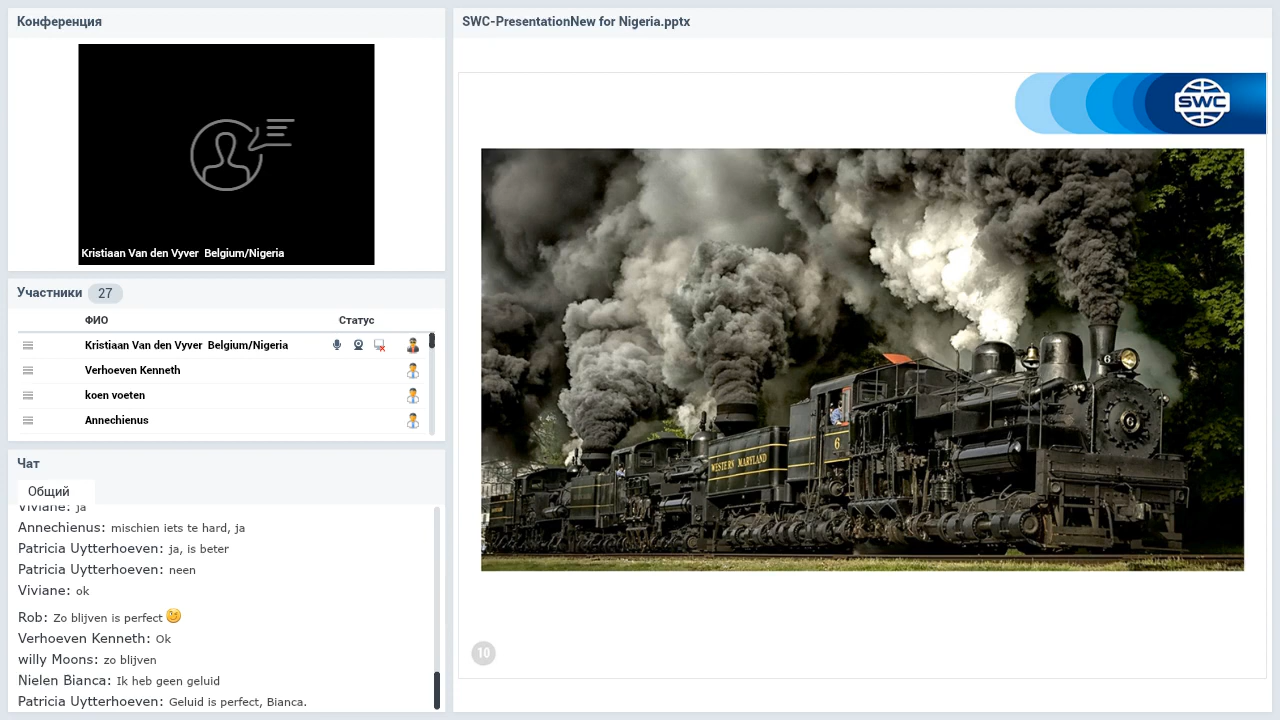 Конференция
Kristiaan Van den Vyver  Belgium/Nigeria
Участники 27
ФИО Статус
Kristiaan Van den Vyver  Belgium/Nigeria
Verhoeven Kenneth
koen voeten
Annechienus
Чат
Общий
Viviane: ja
Annechienus: mischien iets te hard, ja
Patricia Uytterhoeven: ja, is beter
Patricia Uytterhoeven: neen
Viviane: ok
Rob: Zo blijven is perfect
Verhoeven Kenneth: Ok
willy Moons: zo blijven
Nielen Bianca: Ik heb geen geluid
Patricia Uytterhoeven: Geluid is perfect, Bianca.
SWC-PresentationNew for Nigeria.pptx
SWC
6
6
6
WESTERN MARYLAND
10